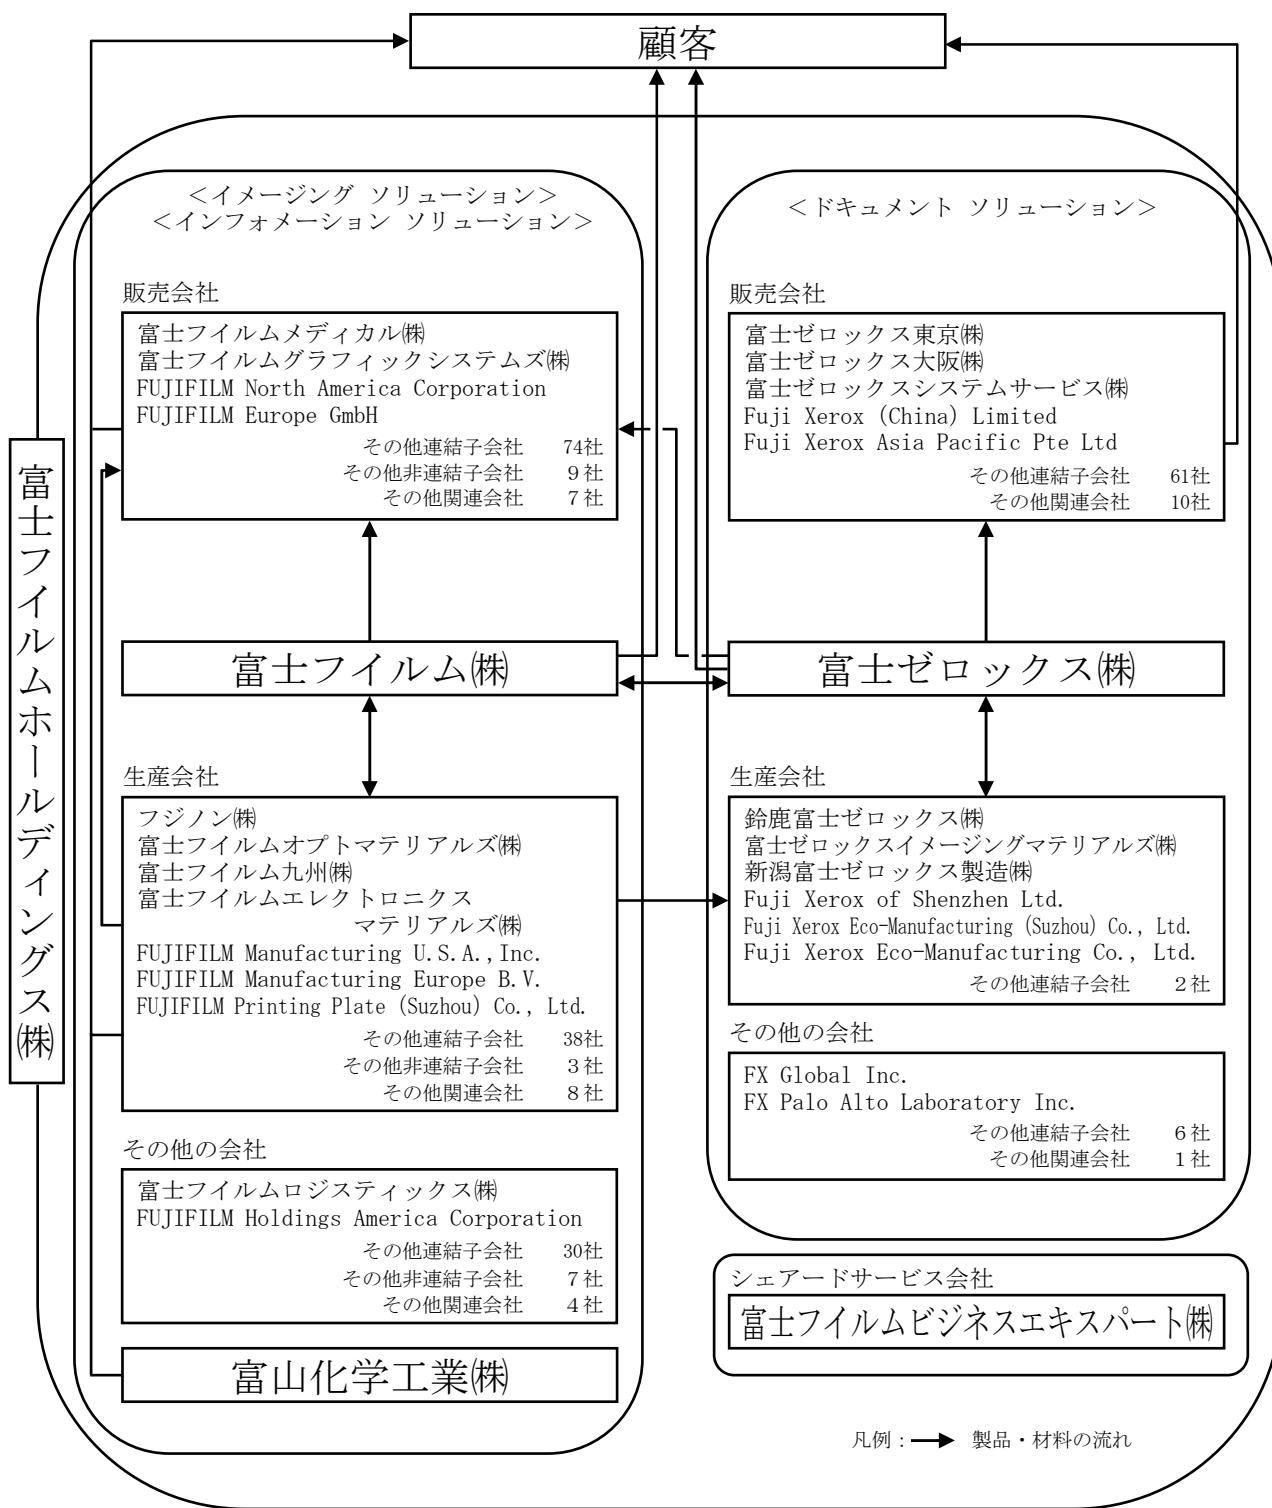 顧客
富士フイルムホールディングス㈱
＜イメージング ソリューション＞
＜インフォメーション ソリューション＞
販売会社
富士フイルムメディカル㈱
富士フイルムグラフィックシステムズ㈱
FUJIFILM North America Corporation
FUJIFILM Europe GmbH
その他連結子会社 74社
その他非連結子会社 ９社
その他関連会社 ７社
富士フイルム㈱
生産会社
フジノン㈱
富士フイルムオプトマテリアルズ㈱
富士フイルム九州㈱
富士フイルムエレクトロニクス
マテリアルズ㈱
FUJIFILM Manufacturing U.S.A.,Inc.
FUJIFILM Manufacturing Europe B.V.
FUJIFILM Printing Plate (Suzhou) Co., Ltd.
その他連結子会社 38社
その他非連結子会社 ３社
その他関連会社 ８社
その他の会社
富士フイルムロジスティックス㈱
FUJIFILM Holdings America Corporation
その他連結子会社 30社
その他非連結子会社 ７社
その他関連会社 ４社
富山化学工業㈱
＜ドキュメント ソリューション＞
販売会社
富士ゼロックス東京㈱
富士ゼロックス大阪㈱
富士ゼロックスシステムサービス㈱
Fuji Xerox (China) Limited
Fuji Xerox Asia Pacific Pte Ltd
その他連結子会社 61社
その他関連会社 10社
富士ゼロックス㈱
生産会社
鈴鹿富士ゼロックス㈱
富士ゼロックスイメージングマテリアルズ㈱
新潟富士ゼロックス製造㈱
Fuji Xerox of Shenzhen Ltd.
Fuji Xerox Eco-Manufacturing (Suzhou) Co., Ltd.
Fuji Xerox Eco-Manufacturing Co., Ltd.
その他連結子会社 ２社
その他の会社
FX Global Inc.
FX Palo Alto Laboratory Inc.
その他連結子会社 ６社
その他関連会社 １社
シェアードサービス会社
富士フイルムビジネスエキスパート㈱
凡例： 製品・材料の流れ